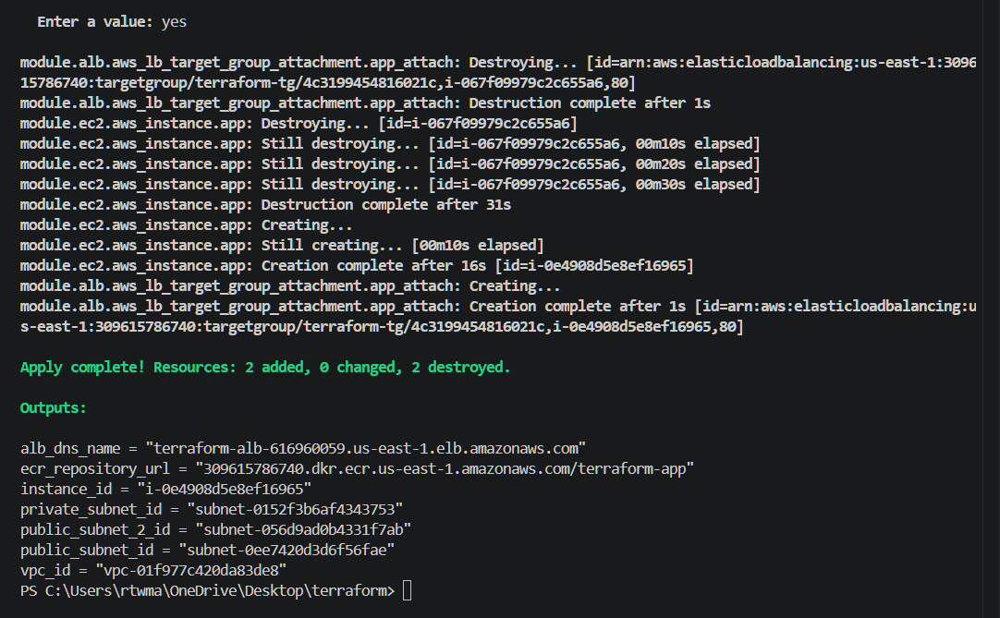 Enter a value: yes
module.alb.aws_lb_target_group_attachment.app_attach: Destroying... [id=arn:aws:elasticloadbalancing:us-east-1:3096
15786740:targetgroup/terraform-tg/4c3199454816021c,i-067f09979c2c655a6,80]
module.alb.aws_lb_target_group_attachment.app_attach: Destruction complete after 1s
module.ec2.aws_instance.app: Destroying... [id=i-067f09979c2c655a6]
module.ec2.aws_instance.app: Still destroying... [id=i-067f09979c2c655a6, 00m10s elapsed]
module.ec2.aws_instance.app: Still destroying... [id=i-067f09979c2c655a6, 00m20s elapsed]
module.ec2.aws_instance.app: Still destroying... [id=i-067f09979c2c655a6, 00m30s elapsed]
module.ec2.aws_instance.app: Destruction complete after 31s
module.ec2.aws_instance.app: Creating...
module.ec2.aws_instance.app: Still creating... [00m10s elapsed]
module.ec2.aws_instance.app: Creation complete after 16s [id=i-0e4908d5e8ef16965]
module.alb.aws_lb_target_group_attachment.app_attach: Creating...
module.alb.aws_lb_target_group_attachment.app_attach: Creation complete after 1s [id=arn:aws:elasticloadbalancing:u
s-east-1:309615786740:targetgroup/terraform-tg/4c3199454816021c,i-0e4908d5e8ef16965,80]
Apply complete! Resources: 2 added, 0 changed, 2 destroyed.
Outputs:
alb_dns_name = "terraform-alb-616960059.us-east-1.elb.amazonaws.com"
ecr_repository_url = "309615786740.dkr.ecr.us-east-1.amazonaws.com/terraform-app"
instance_id = "i-0e4908d5e8ef16965"
private_subnet_id = "subnet-0152f3b6af4343753"
public_subnet_2_id = "subnet-056d9ad0b4331f7ab"
public_subnet_id = "subnet-0ee7420d3d6f56fae"
vpc_id = "vpc-01f977c420da83de8"
PS C:\Users\rtwma\OneDrive\Desktop\terraform>